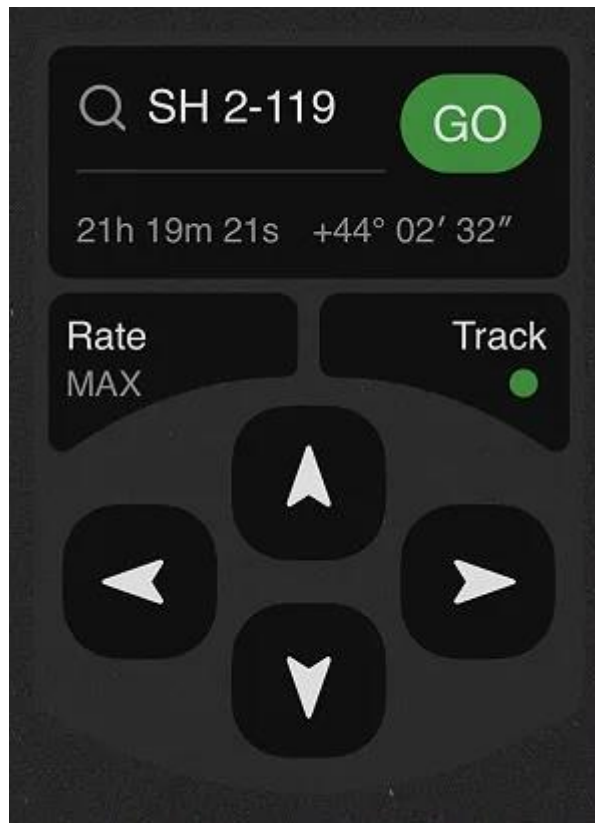 SH 2-119
GO
21h 19m 21s +44° 02′ 32″
Rate
MAX
Track